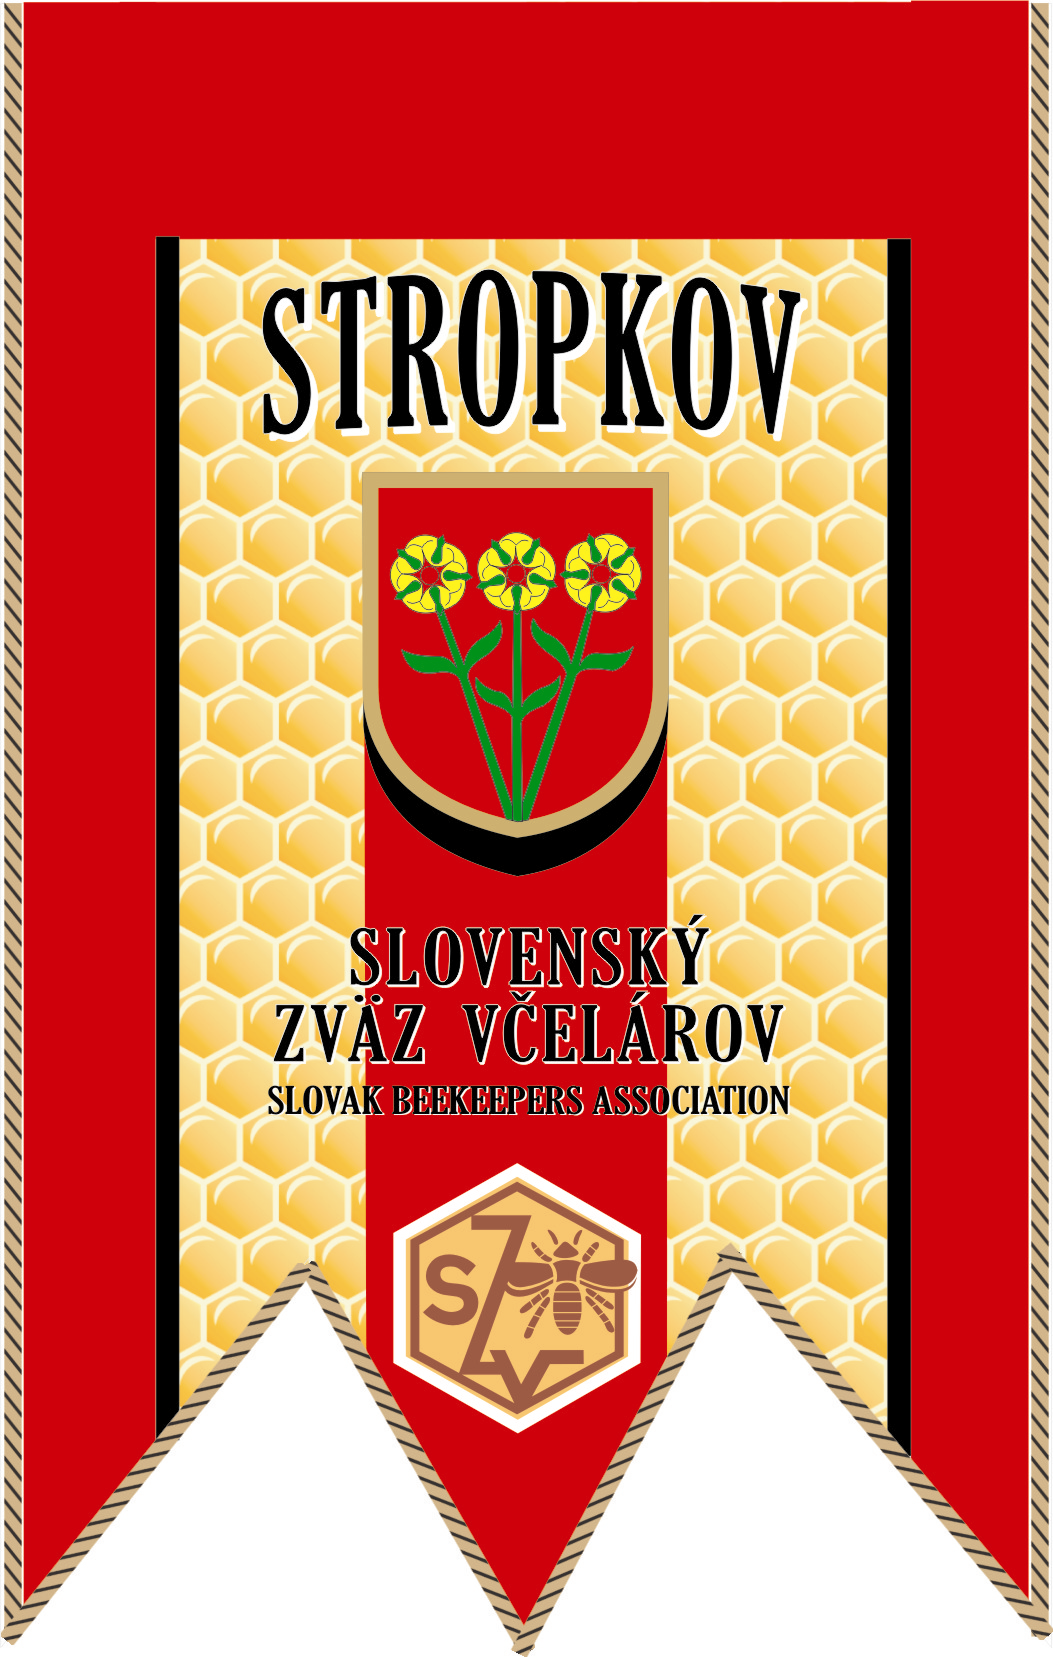 STROPKOV
SLOVENSKÝ
ZVÄZ VČELÁROV
SLOVAK BEEKEEPERS ASSOCIATION
SZV